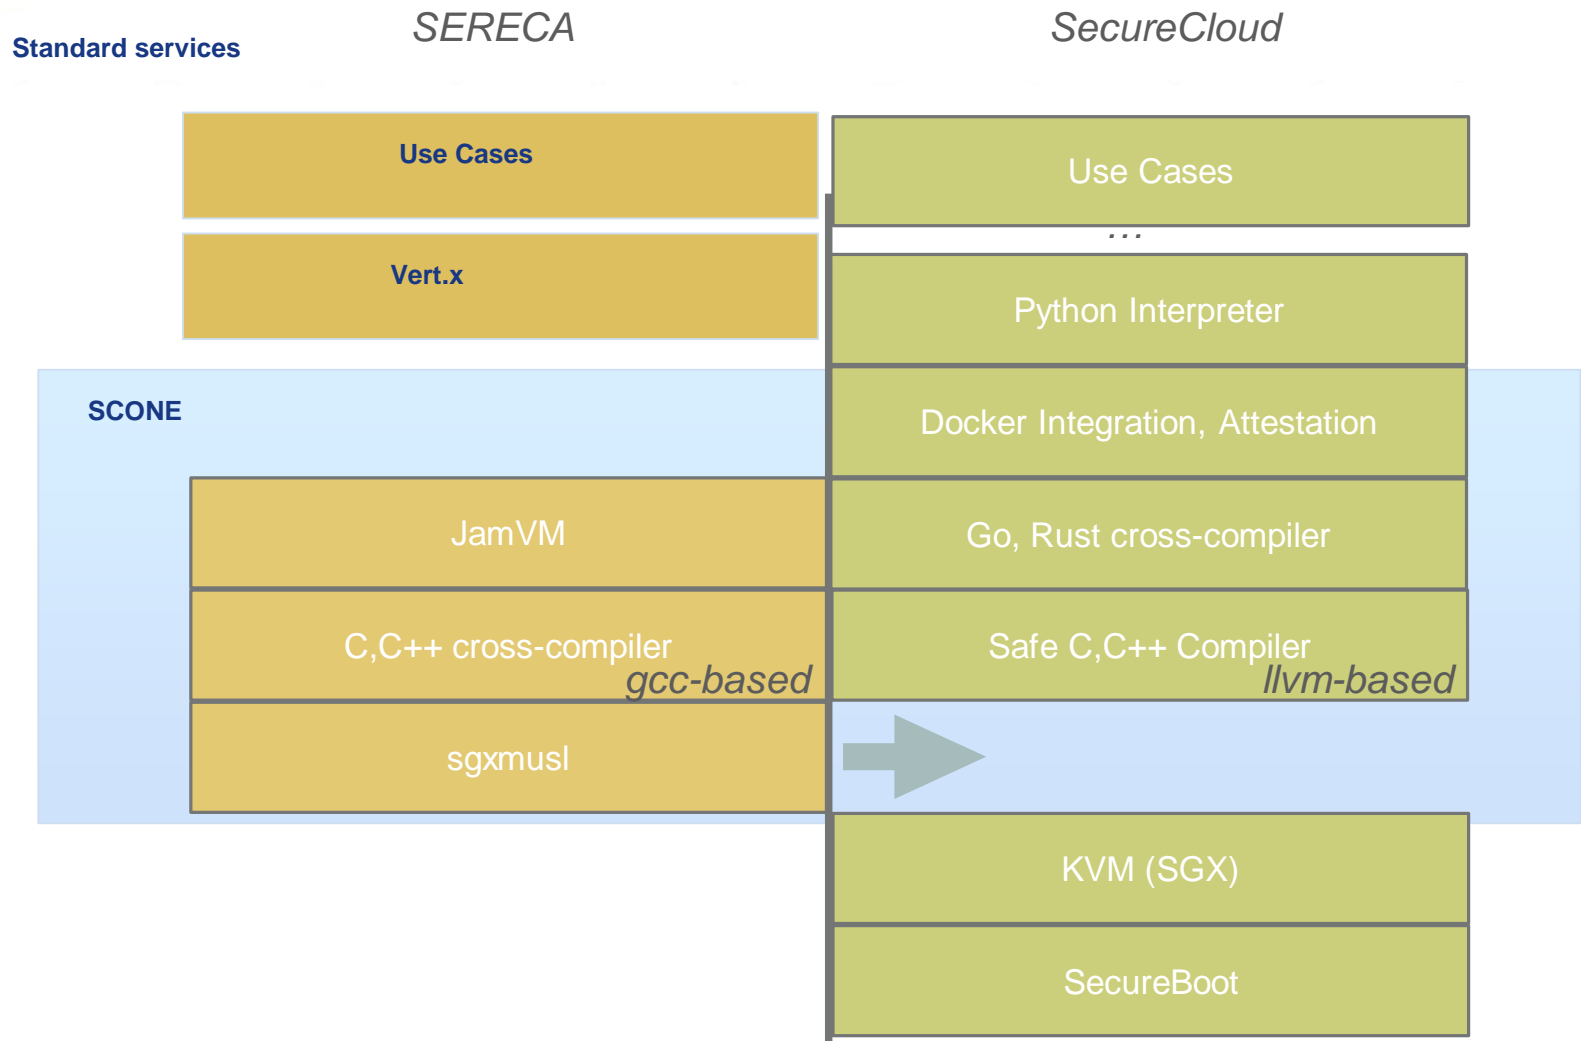 SERECA
SecureCloud
Standard services
Use Cases
Use Cases
...
Vert.x
Python Interpreter
SCONE
Docker Integration, Attestation
JamVM
Go, Rust cross-compiler
C,C++ cross-compiler
gcc-based
Safe C,C++ Compiler
llvm-based
sgxmusl
KVM (SGX)
SecureBoot